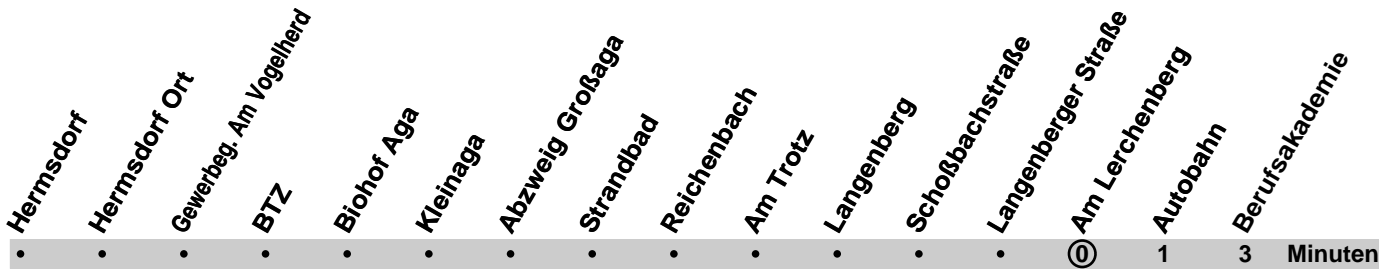 Hermsdorf
Hermsdorf Ort
Gewerbeg. Am Vogelherd
BTZ
Biohof Aga
Kleinaga
Abzweig Großaga
Strandbad
Reichenbach
Am Trotz
Langenberg
Schoßbachstraße
Langenberger Straße
Am Lerchenberg
Autobahn
Berufsakademie
• • • • • • • • • • • • • 0 1 3 Minuten